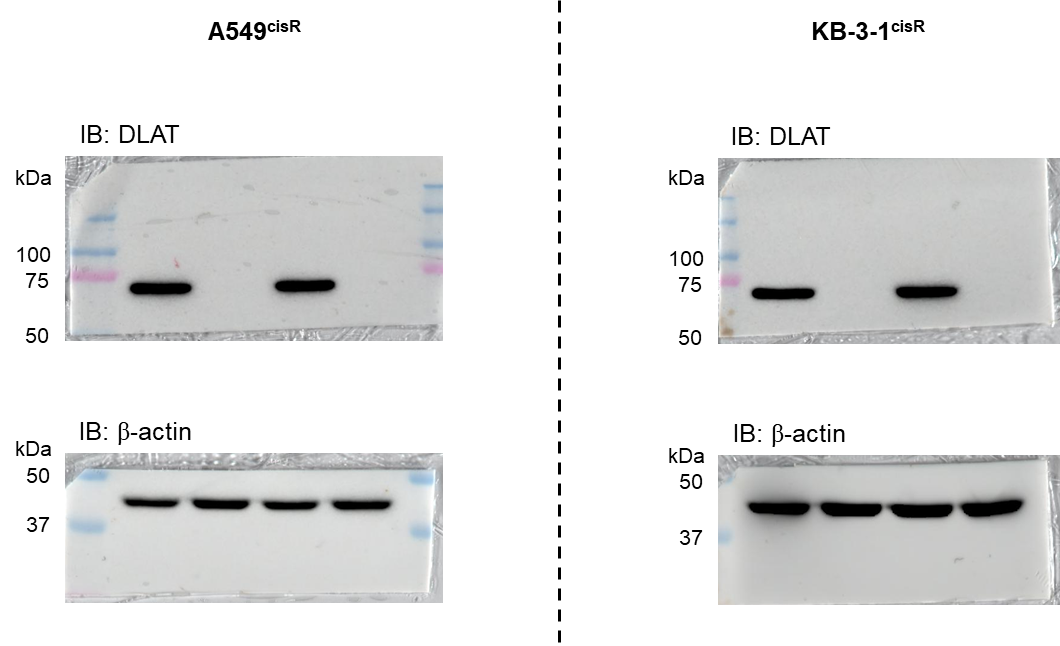 A549cisR
KB-3-1cisR
IB: DLAT
kDa
100
75
50
IB: DLAT
kDa
100
75
50
IB: β-actin
kDa
50
37
IB: β-actin
kDa
50
37